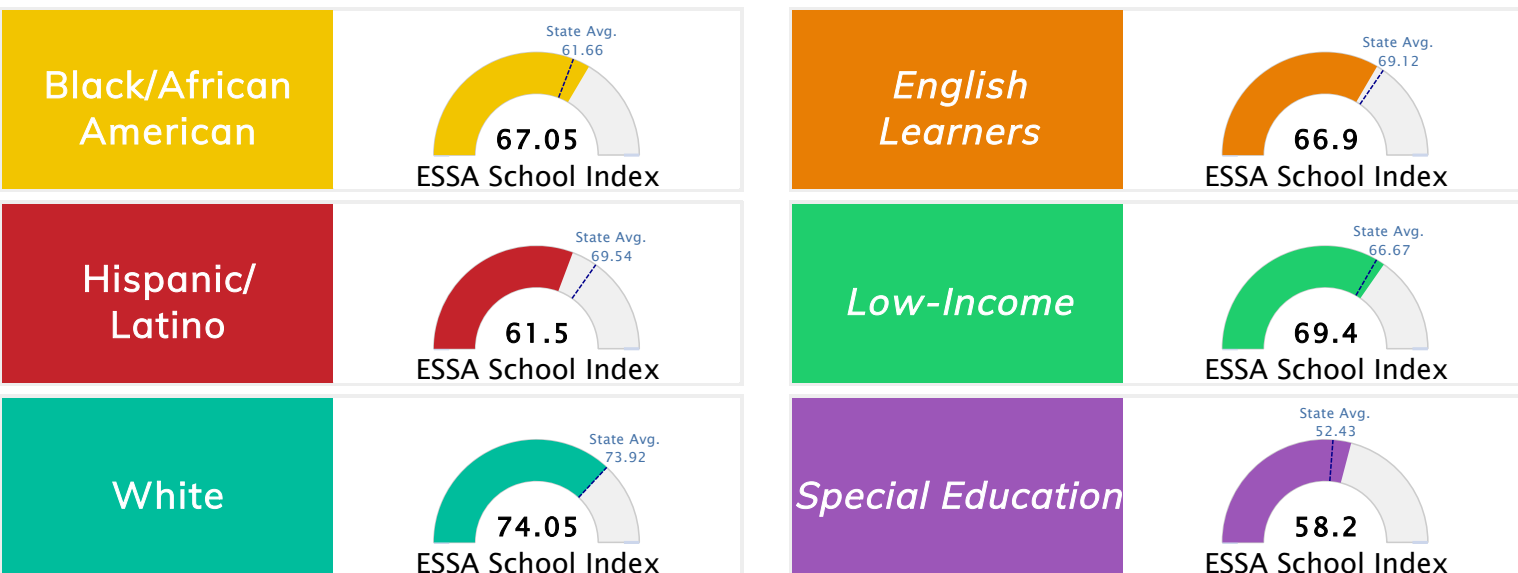 Black/African
American
State Avg.
61.66
67.05
ESSA School Index
English
Learners
State Avg.
69.12
66.9
ESSA School Index
Hispanic/
Latino
State Avg.
69.54
61.5
ESSA School Index
Low-Income
State Avg.
66.67
69.4
ESSA School Index
White
State Avg.
73.92
74.05
ESSA School Index
Special Education
State Avg.
52.43
58.2
ESSA School Index